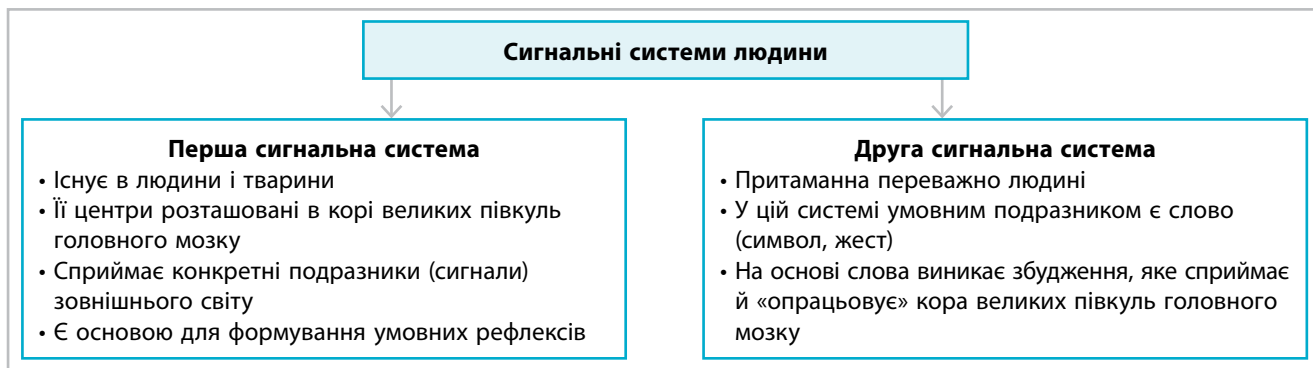 Сигнальні системи людини
Перша сигнальна система
• Існує в людини і тварини
• Її центри розташовані в корі великих півкуль
головного мозку
• Сприймає конкретні подразники (сигнали)
зовнішнього світу
• Є основою для формування умовних рефлексів
Друга сигнальна система
• Притаманна переважно людині
• У цій системі умовним подразником є слово
(символ, жест)
• На основі слова виникає збудження, яке сприймає
й «опрацьовує» кора великих півкуль головного
мозку